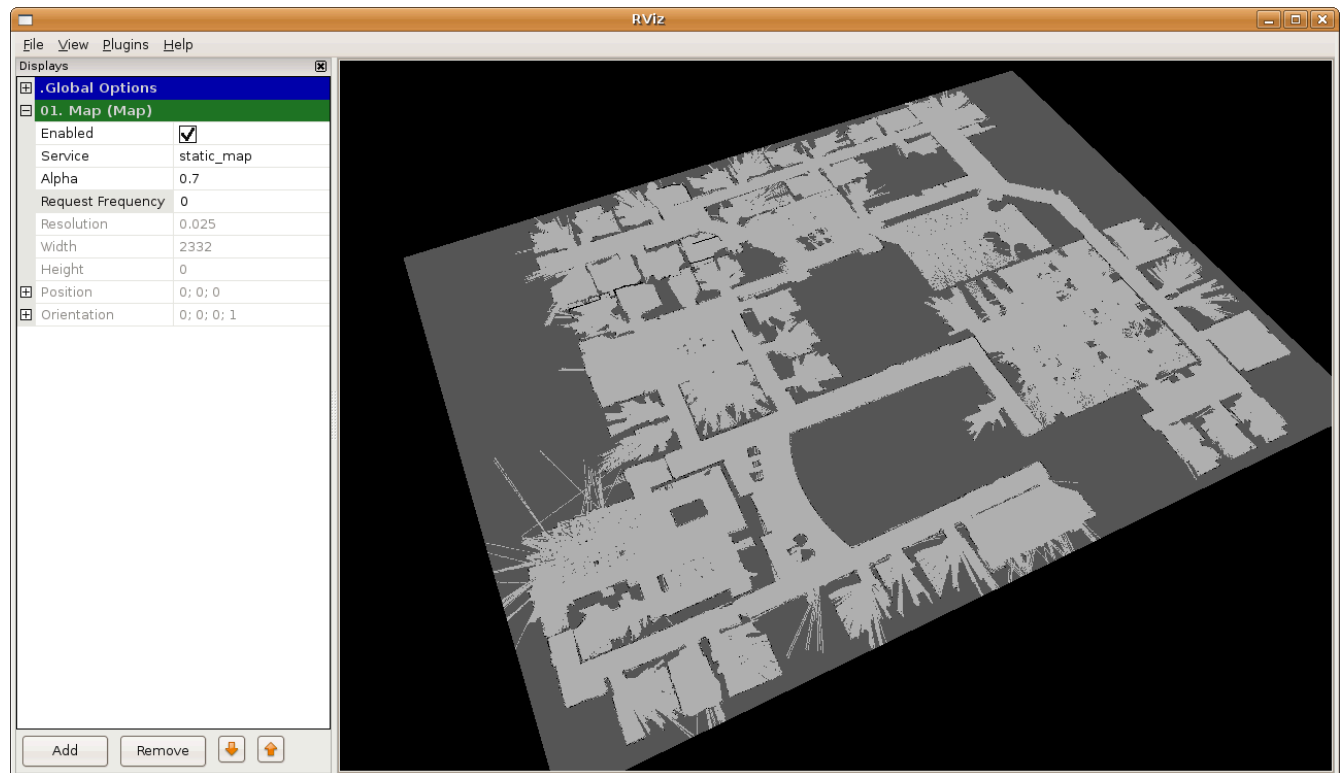 RViz
File View Plugins Help
Displays
.Global Options
01. Map (Map)
Enabled
Service static_map
Alpha 0.7
Request Frequency 0
Resolution 0.025
Width 2332
Height 0
Position 0; 0; 0
Orientation 0; 0; 0; 1
Add Remove